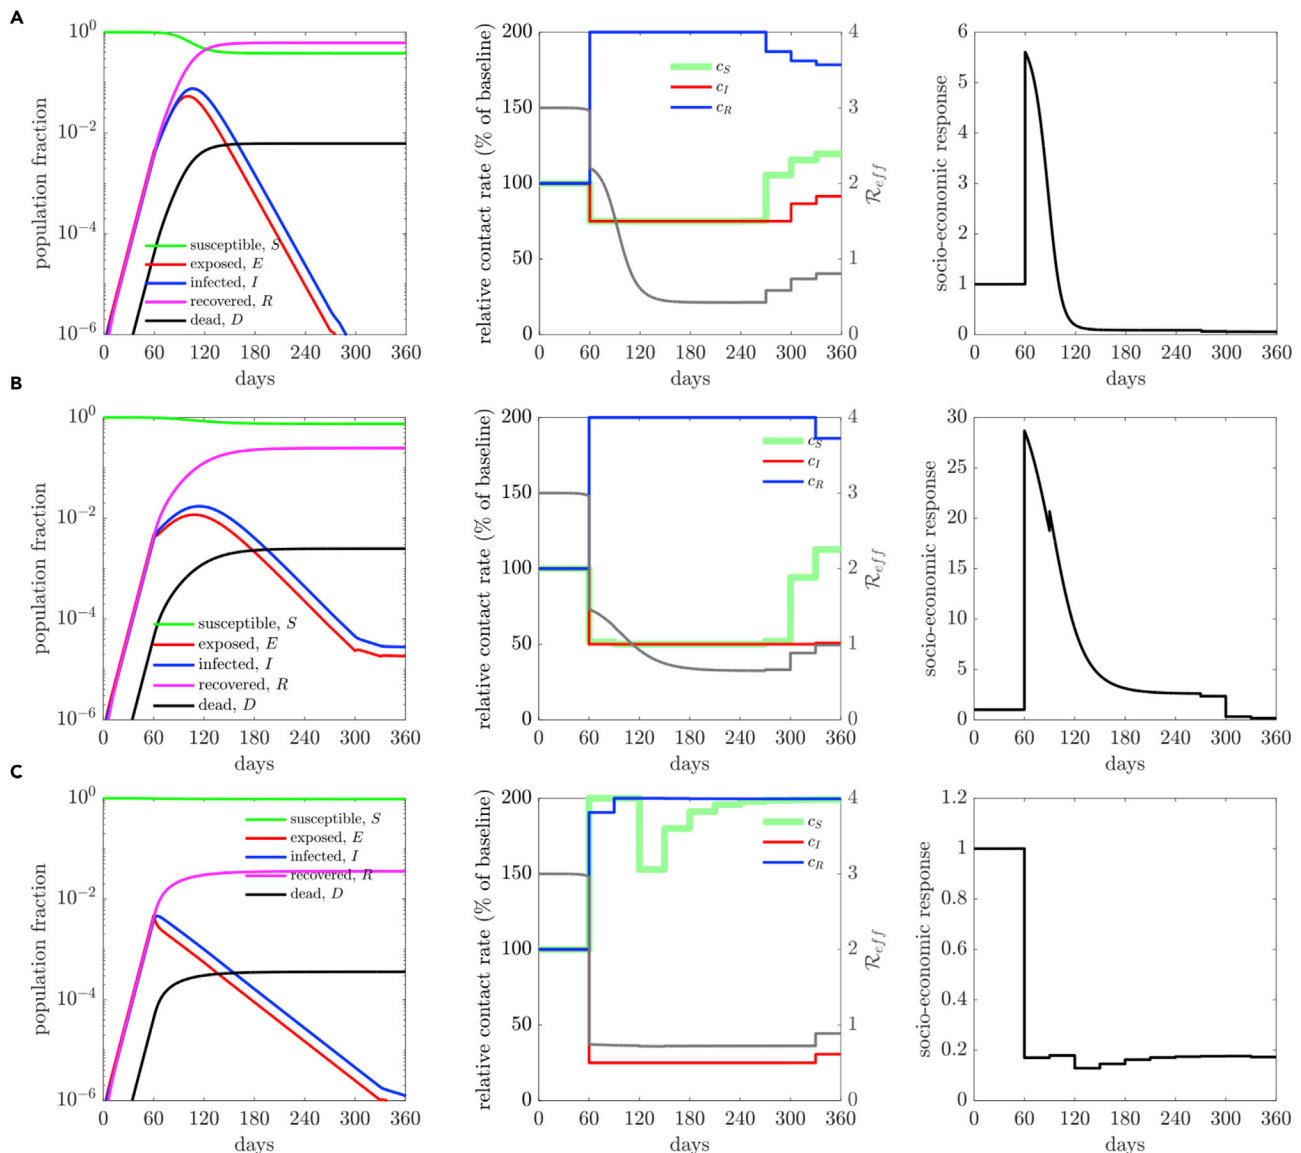 A
10^0
10^-2
10^-4
10^-6
population fraction
susceptible, S
exposed, E
infected, I
recovered, R
dead, D
0 60 120 180 240 300 360
days
200
150
100
50
0
relative contact rate (% of baseline)
c_S
c_I
c_R
4
3
2
1
0
R_eff
0 60 120 180 240 300 360
days
6
5
4
3
2
1
0
socio-economic response
0 60 120 180 240 300 360
days
B
10^0
10^-2
10^-4
10^-6
population fraction
susceptible, S
exposed, E
infected, I
recovered, R
dead, D
0 60 120 180 240 300 360
days
200
150
100
50
0
relative contact rate (% of baseline)
c_S
c_I
c_R
4
3
2
1
0
R_eff
0 60 120 180 240 300 360
days
30
25
20
15
10
5
0
socio-economic response
0 60 120 180 240 300 360
days
C
10^0
10^-2
10^-4
10^-6
population fraction
susceptible, S
exposed, E
infected, I
recovered, R
dead, D
0 60 120 180 240 300 360
days
200
150
100
50
0
relative contact rate (% of baseline)
c_S
c_I
c_R
4
3
2
1
0
R_eff
0 60 120 180 240 300 360
days
1.2
1
0.8
0.6
0.4
0.2
0
socio-economic response
0 60 120 180 240 300 360
days